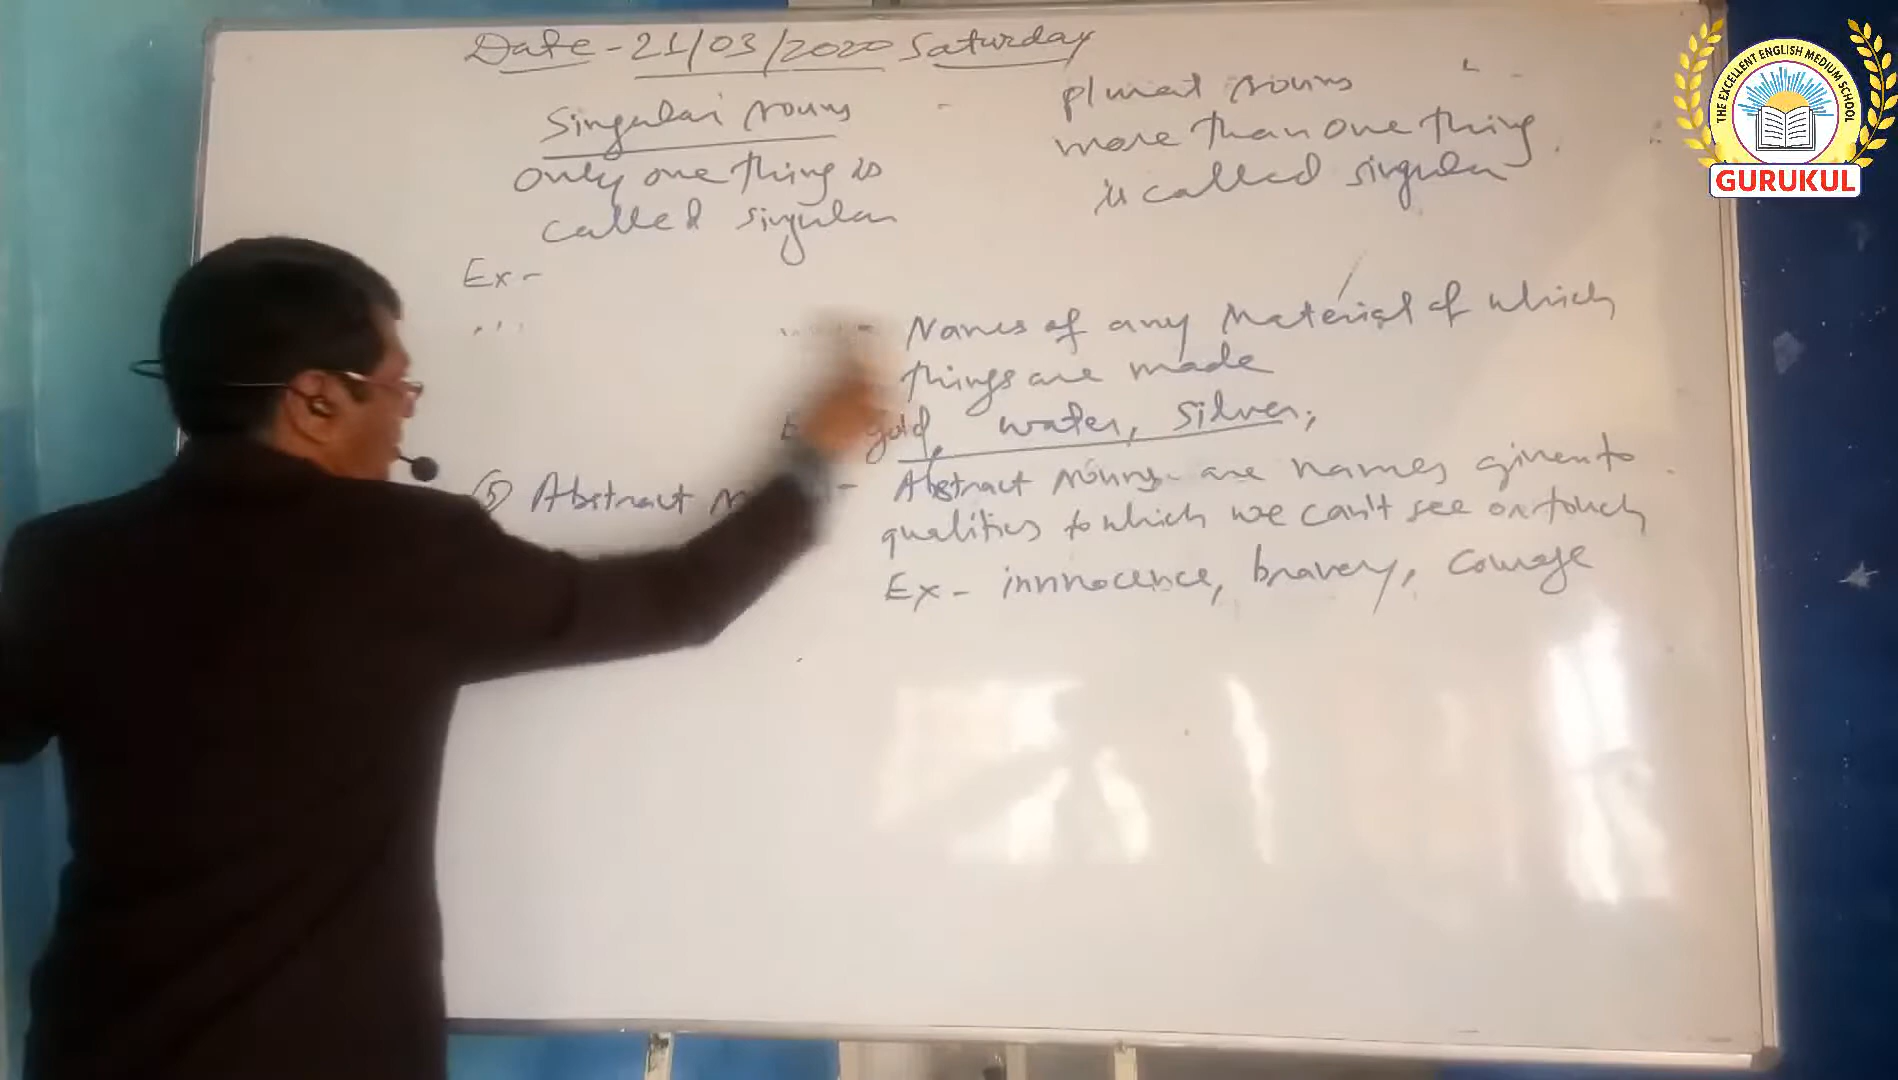 Date - 21/03/2020 Saturday
Singular nouns
only one thing is
called singular
Ex -
plural nouns
more than one thing
is called singular
Names of any Material of which
things are made
gold, water, silver,
(5) Abstract - Abstract nouns are names given to
qualities to which we can't see or touch
Ex - innnocence, bravery, courage
THE EXCELLENT ENGLISH MEDIUM SCHOOL
GURUKUL